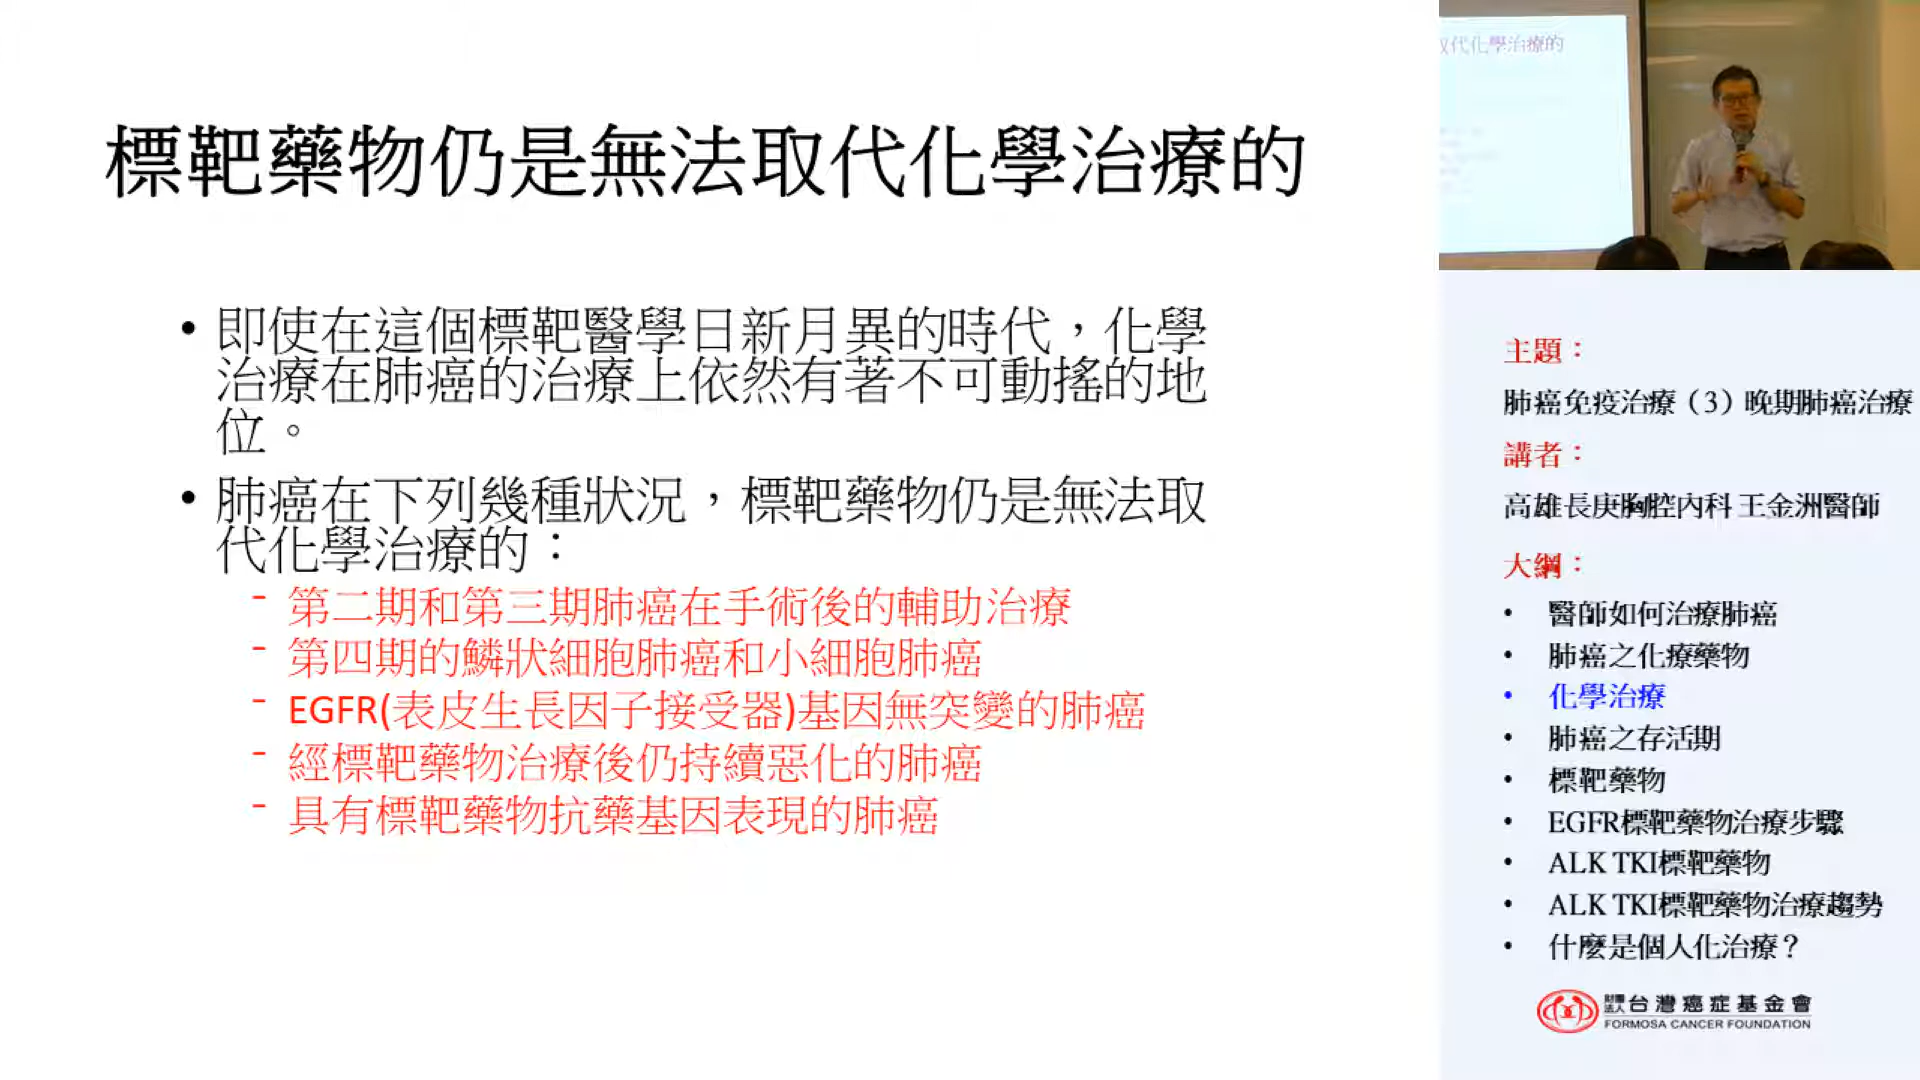 標靶藥物仍是無法取代化學治療的
• 即使在這個標靶醫學日新月異的時代，化學
治療在肺癌的治療上依然有著不可動搖的地
位。
• 肺癌在下列幾種狀況，標靶藥物仍是無法取
代化學治療的：
- 第二期和第三期肺癌在手術後的輔助治療
- 第四期的鱗狀細胞肺癌和小細胞肺癌
- EGFR(表皮生長因子接受器)基因無突變的肺癌
- 經標靶藥物治療後仍持續惡化的肺癌
- 具有標靶藥物抗藥基因表現的肺癌
取代化學治療的
主題：
肺癌免疫治療（3）晚期肺癌治療
講者：
高雄長庚胸腔內科 王金洲醫師
大綱：
• 醫師如何治療肺癌
• 肺癌之化療藥物
• 化學治療
• 肺癌之存活期
• 標靶藥物
• EGFR標靶藥物治療步驟
• ALK TKI標靶藥物
• ALK TKI標靶藥物治療趨勢
• 什麼是個人化治療？
財團法人台灣癌症基金會
FORMOSA CANCER FOUNDATION